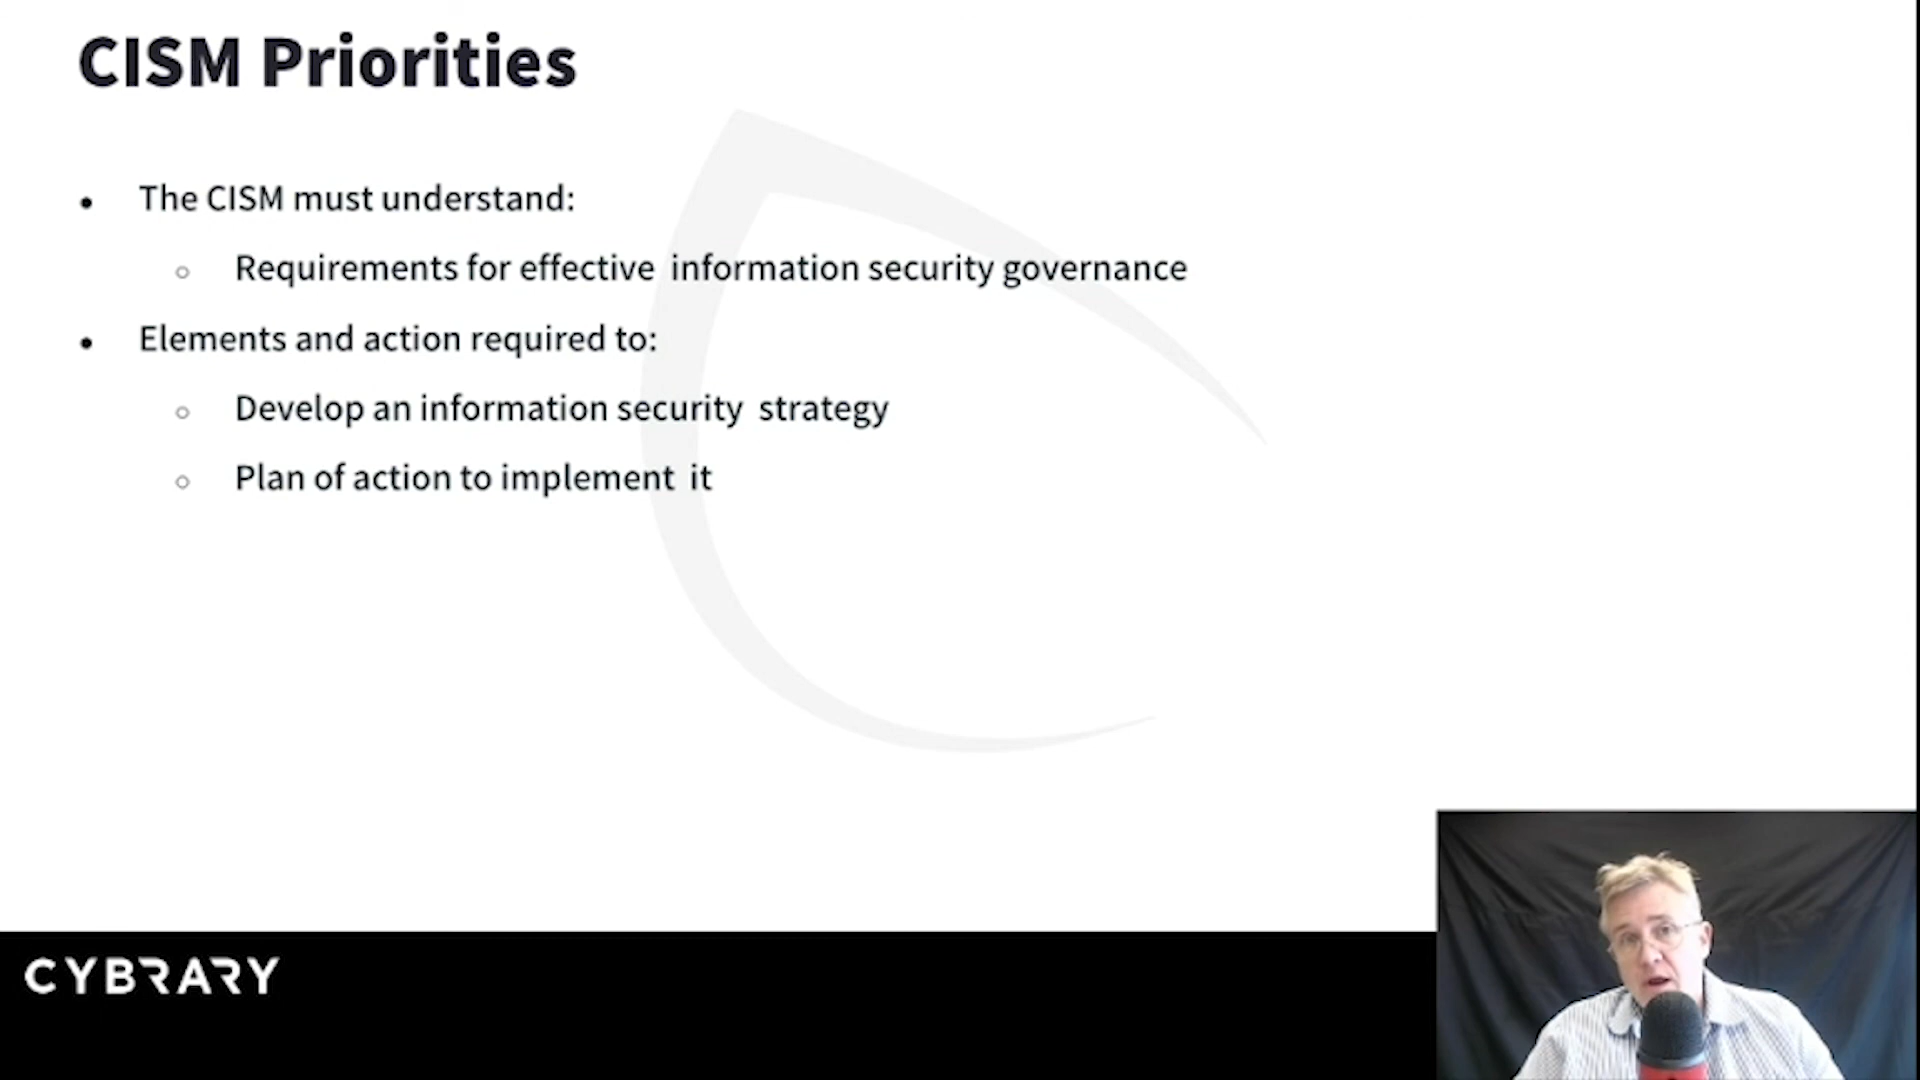 CISM Priorities
• The CISM must understand:
○ Requirements for effective information security governance
• Elements and action required to:
○ Develop an information security strategy
○ Plan of action to implement it
CYBRARY